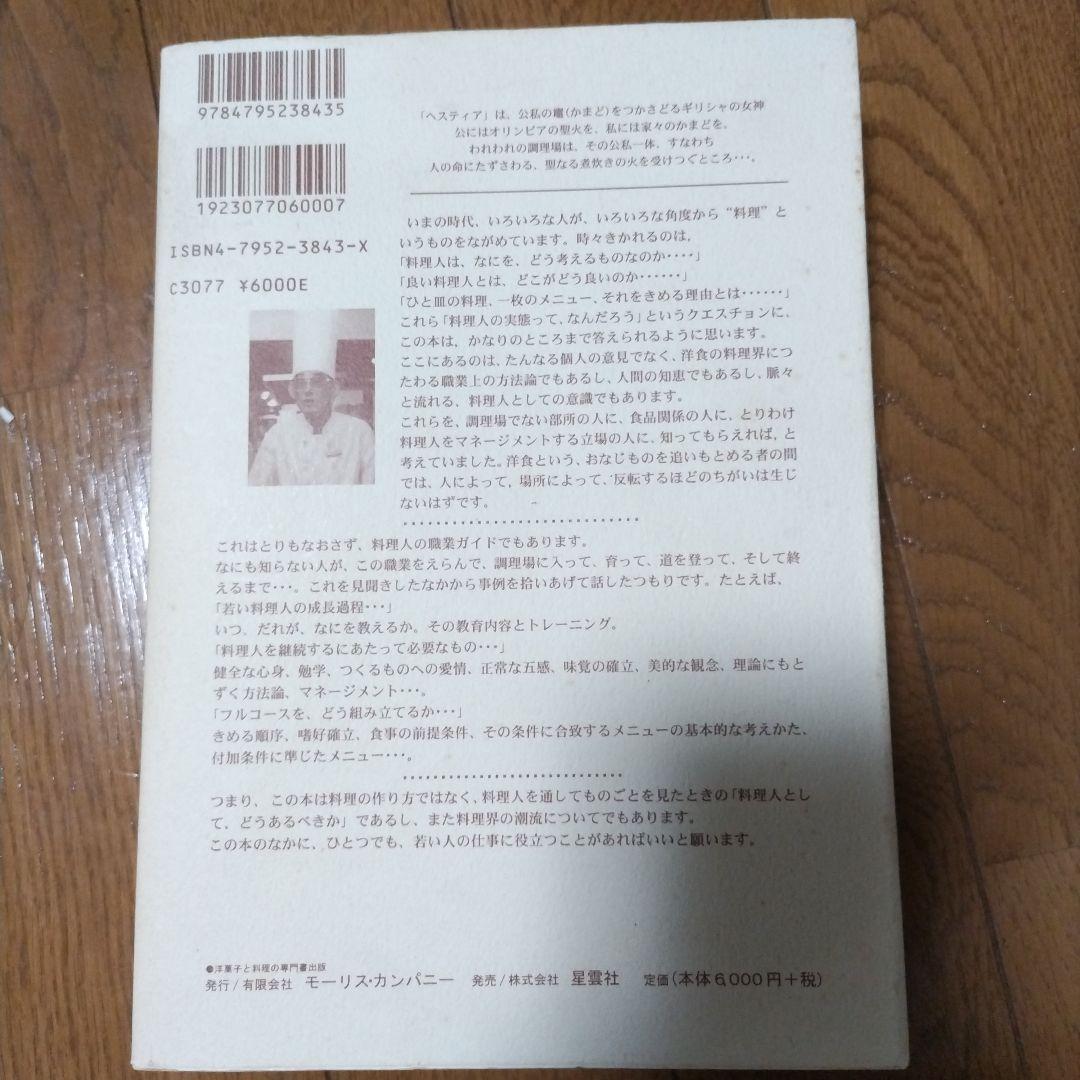 9784795238435
1923077060007
ISBN4-7952-3843-X
C3077 ¥6000E
「ヘスティア」は、公私の竈(かまど)をつかさどるギリシャの女神
公にはオリンピアの聖火を、私には家々のかまどを。
われわれの調理場は、その公私一体、すなわち
人の命にたずさわる、聖なる煮炊きの火を受けつぐところ・・・。
いまの時代、いろいろな人が、いろいろな角度から“料理”と
いうものをながめています。時々きかれるのは、
「料理人は、なにを、どう考えるものなのか・・・・」
「良い料理人とは、どこがどう良いのか・・・・・・」
「ひと皿の料理、一枚のメニュー、それをきめる理由とは・・・・・・」
これら「料理人の実態って、なんだろう」というクエスチョンに、
この本は、かなりのところまで答えられるように思います。
ここにあるのは、たんなる個人の意見でなく、洋食の料理界につ
たわる職業上の方法論でもあるし、人間の知恵でもあるし、脈々
と流れる、料理人としての意識でもあります。
これらを、調理場でない部所の人に、食品関係の人に、とりわけ
料理人をマネージメントする立場の人に、知ってもらえれば、と
考えていました。洋食という、おなじものを追いもとめる者の間
では、人によって、場所によって、反転するほどのちがいは生じ
ないはずです。
これはとりもなおさず、料理人の職業ガイドでもあります。
なにも知らない人が、この職業をえらんで、調理場に入って、育って、道を登って、そして終
えるまで・・・。これを見聞きしたなかから事例を拾いあげて話したつもりです。たとえば、
「若い料理人の成長過程・・・」
いつ、だれが、なにを教えるか。その教育内容とトレーニング。
「料理人を継続するにあたって必要なもの・・・」
健全な心身、勉学、つくるものへの愛情、正常な五感、味覚の確立、美的な観念、理論にもと
ずく方法論、マネージメント・・・。
「フルコースを、どう組み立てるか・・・」
きめる順序、嗜好確立、食事の前提条件、その条件に合致するメニューの基本的な考えかた、
付加条件に準じたメニュー・・・。
つまり、この本は料理の作り方ではなく、料理人を通してものごとを見たときの「料理人とし
て、どうあるべきか」であるし、また料理界の潮流についてでもあります。
この本のなかに、ひとつでも、若い人の仕事に役立つことがあればいいと願います。
●洋菓子と料理の専門書出版
発行/有限会社 モーリス・カンパニー 発売/株式会社 星雲社 定価(本体6,000円+税)